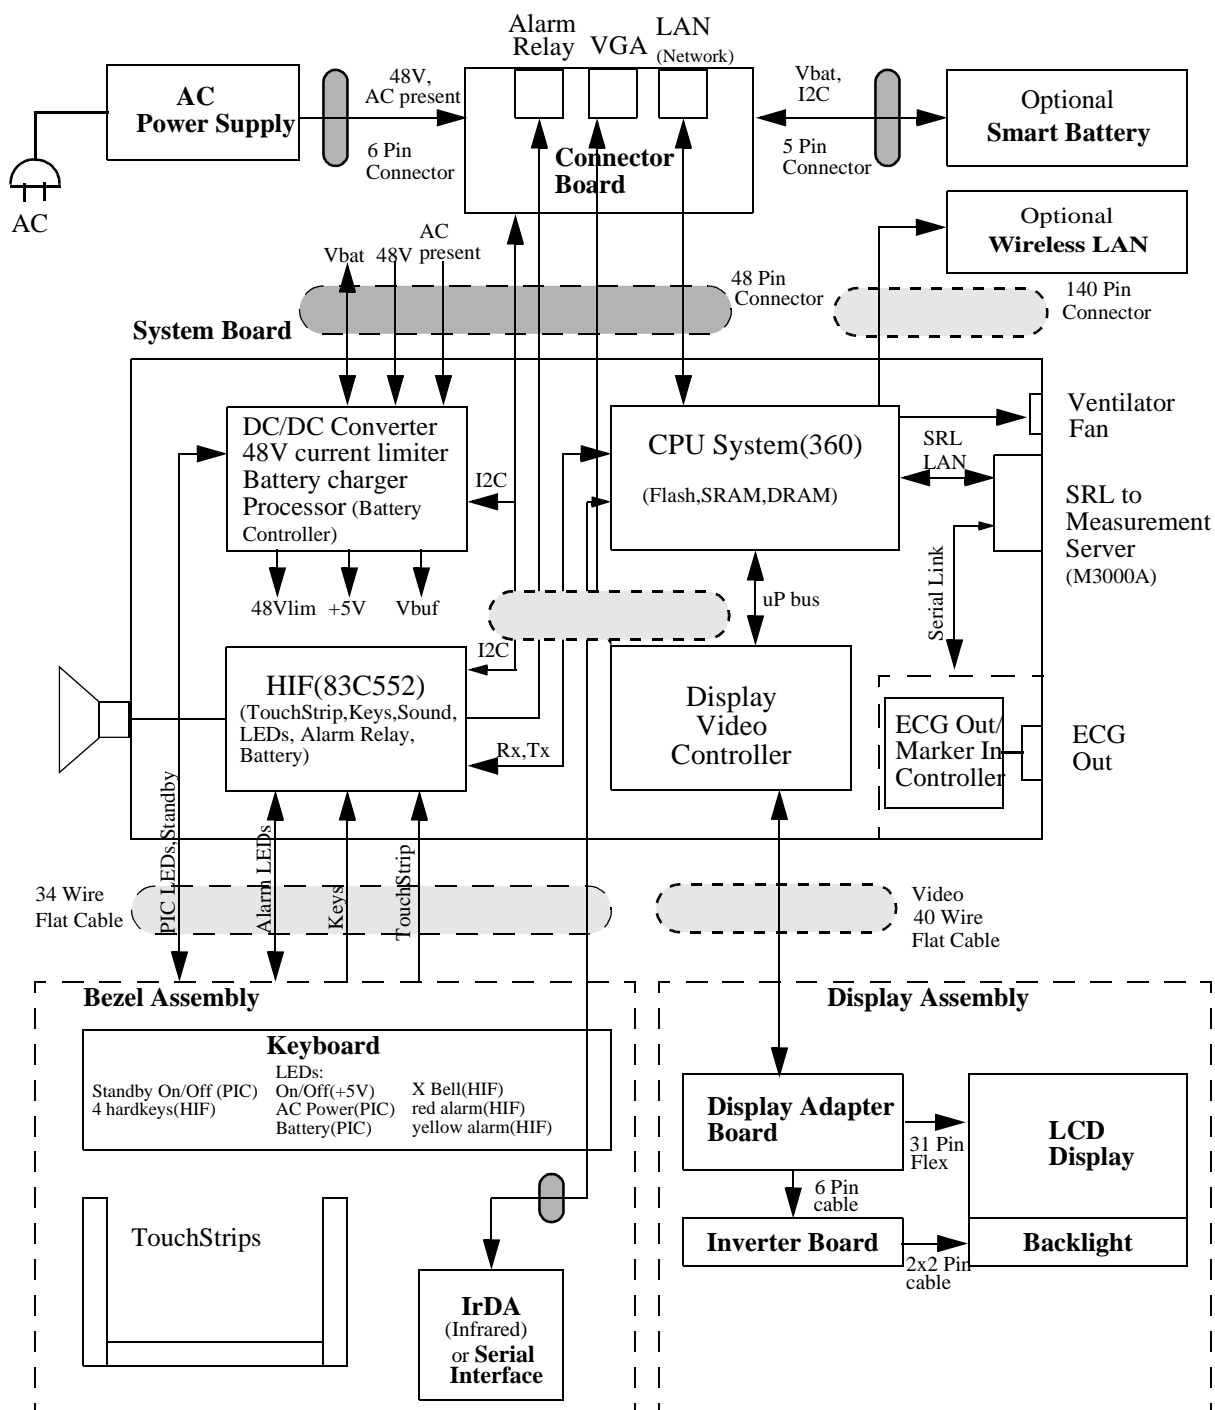 Alarm
Relay
VGA
LAN
(Network)
AC
Power Supply
48V,
AC present
6 Pin
Connector
Connector
Board
Vbat,
I2C
5 Pin
Connector
Optional
Smart Battery
AC
Optional
Wireless LAN
Vbat
48V
AC
present
48 Pin
Connector
140 Pin
Connector
System Board
DC/DC Converter
48V current limiter
Battery charger
Processor (Battery
Controller)
I2C
CPU System(360)
(Flash,SRAM,DRAM)
SRL
LAN
Ventilator
Fan
SRL to
Measurement
Server
(M3000A)
48Vlim
+5V
Vbuf
uP bus
Serial Link
I2C
HIF(83C552)
(TouchStrip,Keys,Sound,
LEDs, Alarm Relay,
Battery)
Rx,Tx
Display
Video
Controller
ECG Out/
Marker In
Controller
ECG
Out
PIC LEDs,Standby
Alarm LEDs
Keys
TouchStrip
34 Wire
Flat Cable
Video
40 Wire
Flat Cable
Bezel Assembly
Display Assembly
Keyboard
Standby On/Off (PIC)
4 hardkeys(HIF)
LEDs:
On/Off(+5V)
AC Power(PIC)
Battery(PIC)
X Bell(HIF)
red alarm(HIF)
yellow alarm(HIF)
Display Adapter
Board
31 Pin
Flex
LCD
Display
6 Pin
cable
TouchStrips
Inverter Board
2x2 Pin
cable
Backlight
IrDA
(Infrared)
or Serial
Interface